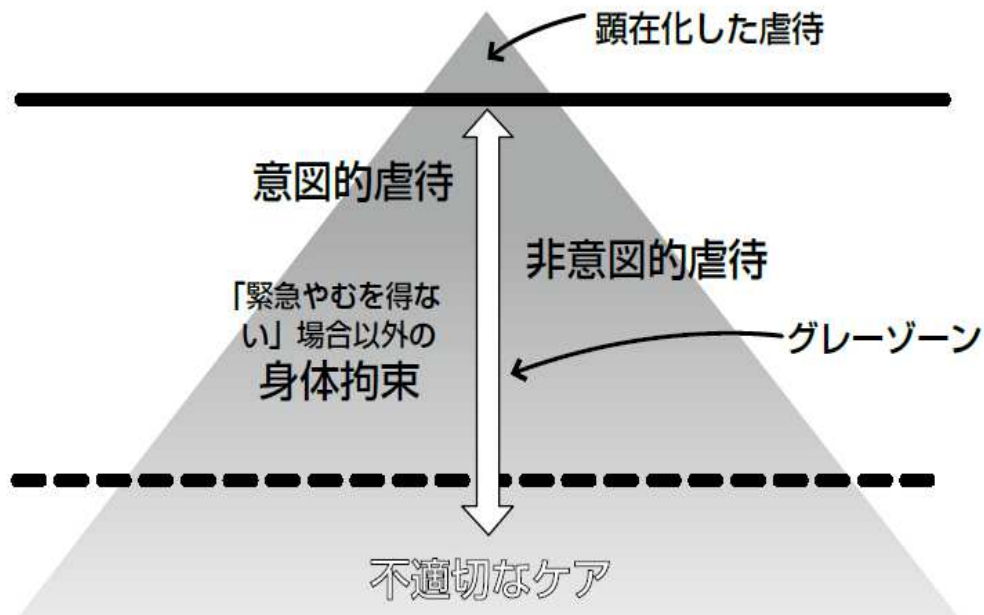 顕在化した虐待
意図的虐待
非意図的虐待
「緊急やむを得な
い」場合以外の
身体拘束
グレーゾーン
不適切なケア